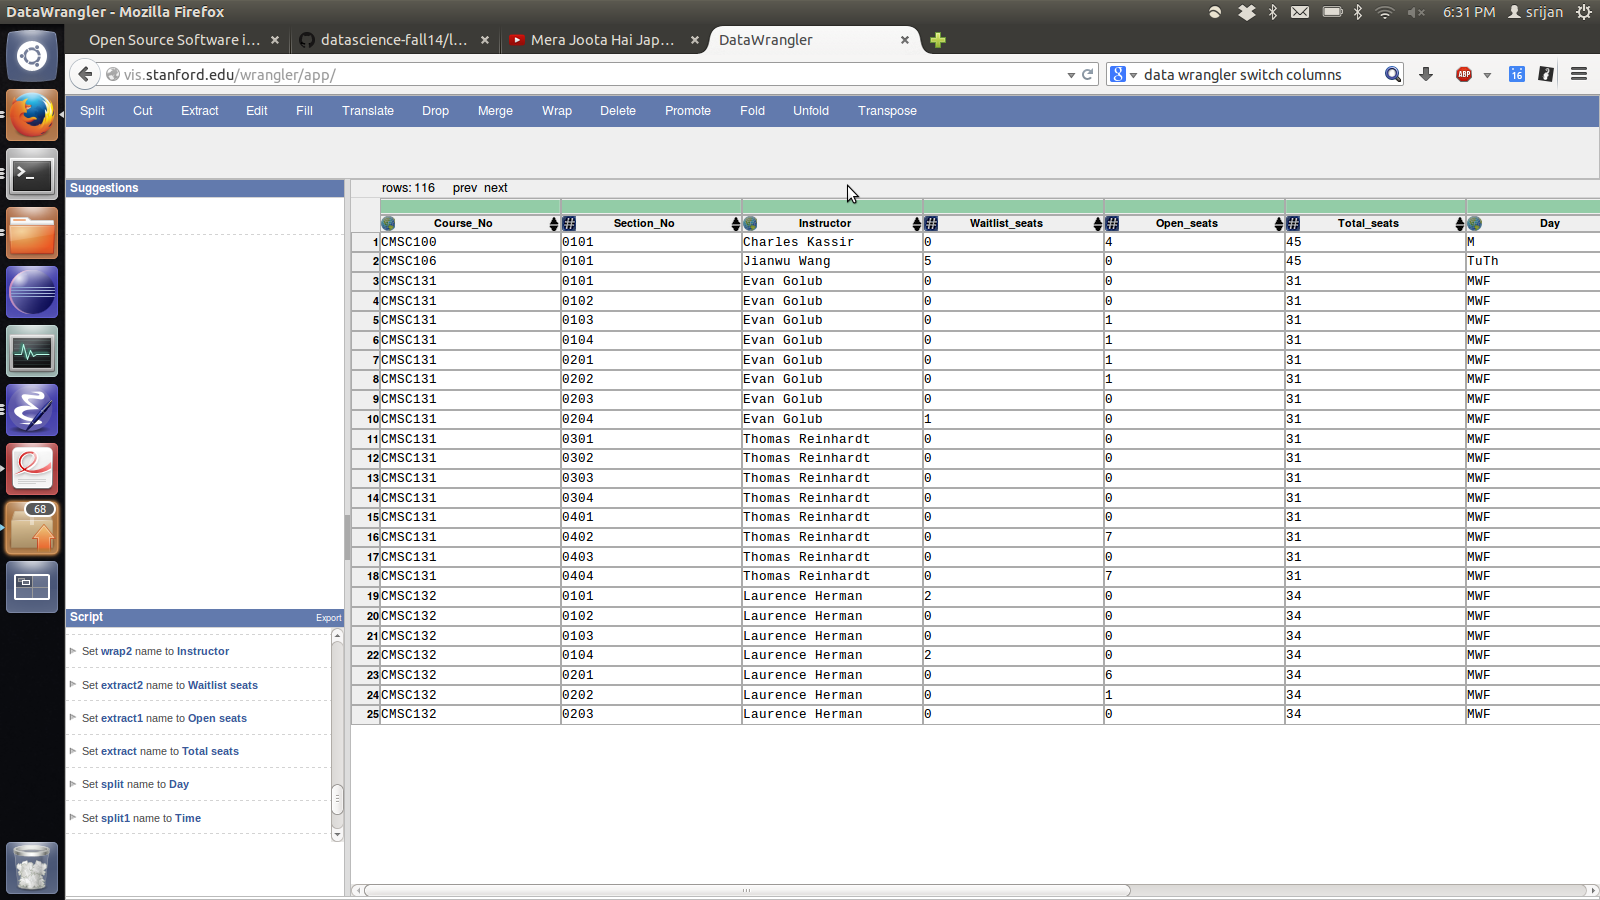 DataWrangler - Mozilla Firefox
6:31 PM srijan
Open Source Software i... datascience-fall14/l... Mera Joota Hai Jap... DataWrangler
vis.stanford.edu/wrangler/app/ data wrangler switch columns ABP 16
Split Cut Extract Edit Fill Translate Drop Merge Wrap Delete Promote Fold Unfold Transpose
Suggestions
rows: 116 prev next
Course_No # Section_No Instructor # Waitlist_seats # Open_seats # Total_seats Day
1 CMSC100 0101 Charles Kassir 0 4 45 M
2 CMSC106 0101 Jianwu Wang 5 0 45 TuTh
3 CMSC131 0101 Evan Golub 0 0 31 MWF
4 CMSC131 0102 Evan Golub 0 0 31 MWF
5 CMSC131 0103 Evan Golub 0 1 31 MWF
6 CMSC131 0104 Evan Golub 0 1 31 MWF
7 CMSC131 0201 Evan Golub 0 1 31 MWF
8 CMSC131 0202 Evan Golub 0 1 31 MWF
9 CMSC131 0203 Evan Golub 0 0 31 MWF
10 CMSC131 0204 Evan Golub 1 0 31 MWF
11 CMSC131 0301 Thomas Reinhardt 0 0 31 MWF
12 CMSC131 0302 Thomas Reinhardt 0 0 31 MWF
13 CMSC131 0303 Thomas Reinhardt 0 0 31 MWF
14 CMSC131 0304 Thomas Reinhardt 0 0 31 MWF
15 CMSC131 0401 Thomas Reinhardt 0 0 31 MWF
16 CMSC131 0402 Thomas Reinhardt 0 7 31 MWF
17 CMSC131 0403 Thomas Reinhardt 0 0 31 MWF
18 CMSC131 0404 Thomas Reinhardt 0 7 31 MWF
19 CMSC132 0101 Laurence Herman 2 0 34 MWF
20 CMSC132 0102 Laurence Herman 0 0 34 MWF
21 CMSC132 0103 Laurence Herman 0 0 34 MWF
22 CMSC132 0104 Laurence Herman 2 0 34 MWF
23 CMSC132 0201 Laurence Herman 0 6 34 MWF
24 CMSC132 0202 Laurence Herman 0 1 34 MWF
25 CMSC132 0203 Laurence Herman 0 0 34 MWF
68
Script Export
Set wrap2 name to Instructor
Set extract2 name to Waitlist seats
Set extract1 name to Open seats
Set extract name to Total seats
Set split name to Day
Set split1 name to Time